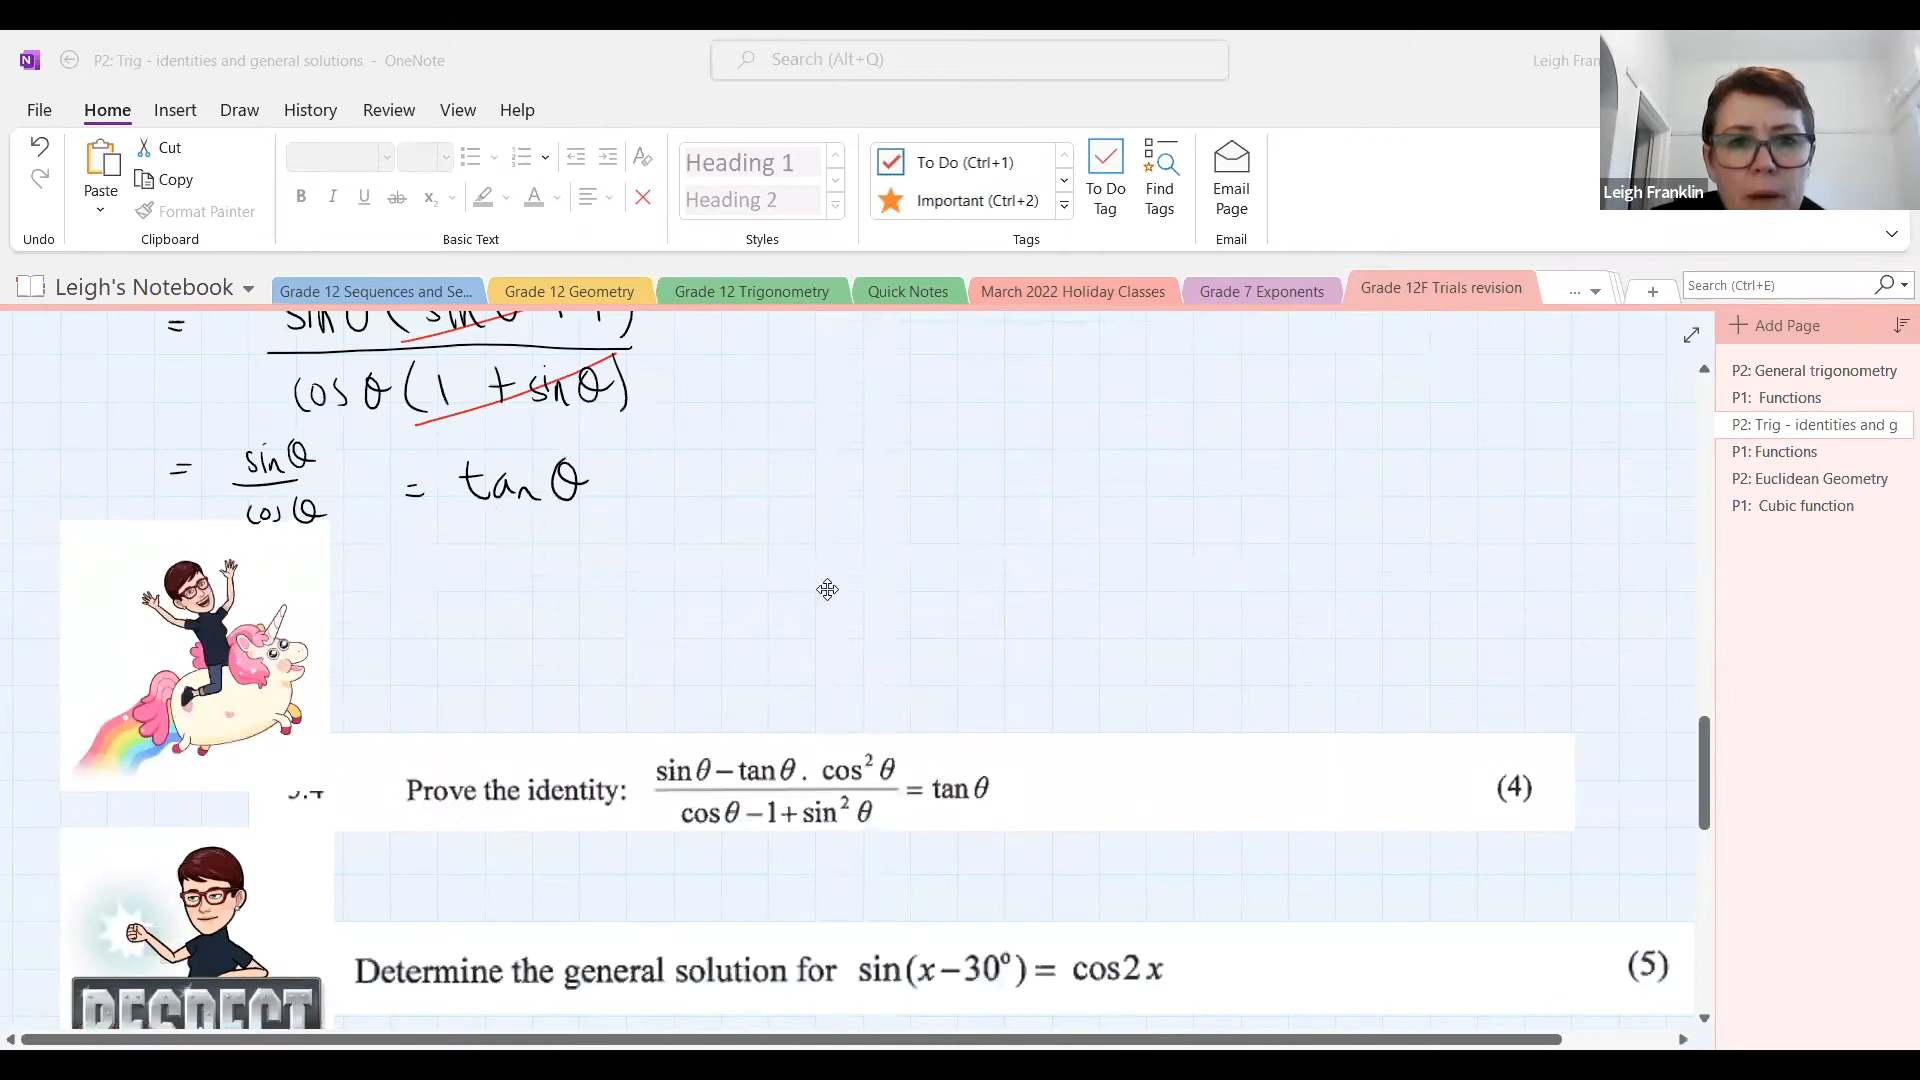 P2: Trig - identities and general solutions - OneNote
Search (Alt+Q)
Leigh Fran
File Home Insert Draw History Review View Help
Cut
Copy
Format Painter
Paste
Undo
Clipboard
B I U ab x₂ A
Basic Text
Heading 1
Heading 2
Styles
To Do (Ctrl+1)
Important (Ctrl+2)
Tags
To Do Tag
Find Tags
Email Page
Email
Leigh Franklin
Leigh's Notebook
Grade 12 Sequences and Se...
Grade 12 Geometry
Grade 12 Trigonometry
Quick Notes
March 2022 Holiday Classes
Grade 7 Exponents
Grade 12F Trials revision
...
Search (Ctrl+E)
Add Page
P2: General trigonometry
P1: Functions
P2: Trig - identities and g
P1: Functions
P2: Euclidean Geometry
P1: Cubic function
= sin θ (sin θ + 1)
cos θ (1 + sin θ)
= sin θ / cos θ = tan θ
Prove the identity: (sin θ – tan θ . cos² θ) / (cos θ – 1 + sin² θ) = tan θ (4)
Determine the general solution for sin(x – 30°) = cos 2x (5)
RESPECT